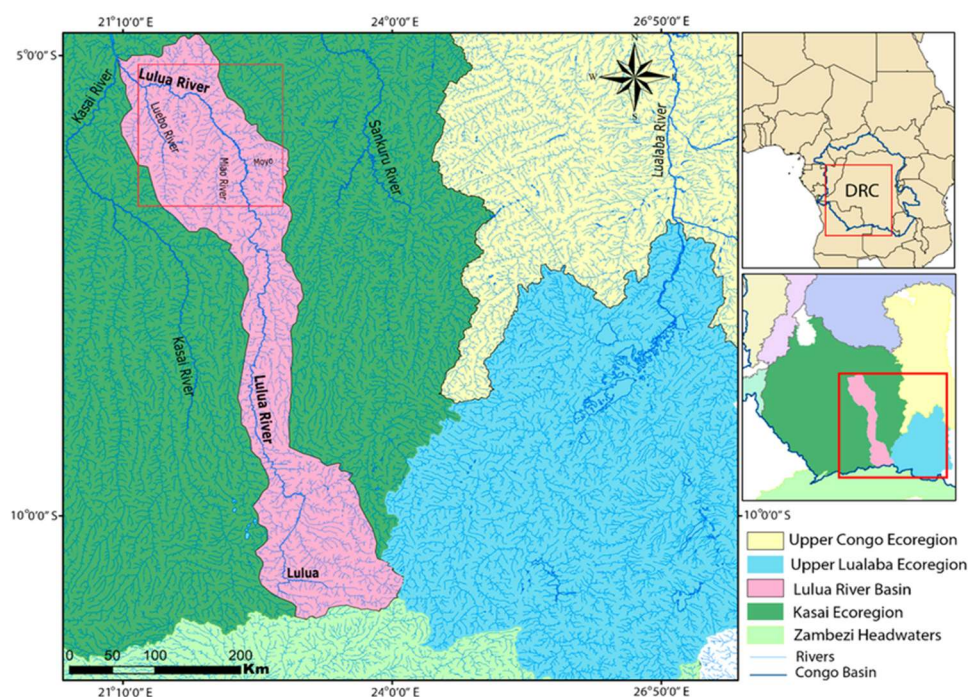 21°10'0"E
24°00'0"E
26°50'0"E
5°0'0"S
N
W
S
Kasai River
Lulua River
Luebo River
Miao River
Moyo
Sankuru River
Lualaba River
DRC
Kasai River
Lulua River
10°0'0"S
10°0'0"S
Lulua
Upper Congo Ecoregion
Upper Lualaba Ecoregion
Lulua River Basin
Kasai Ecoregion
Zambezi Headwaters
Rivers
Congo Basin
0 50 100 200
Km
21°10'0"E
24°00'0"E
26°50'0"E